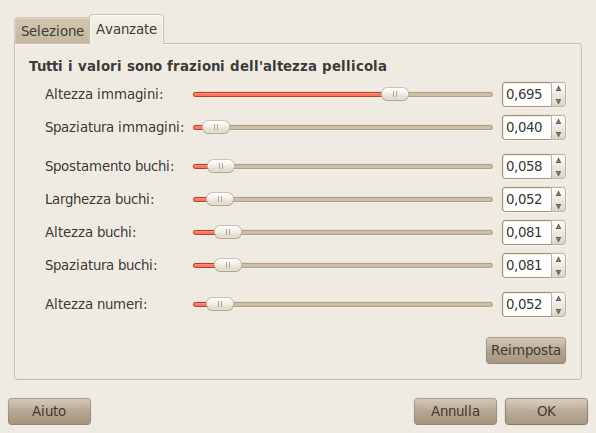 Selezione Avanzate
Tutti i valori sono frazioni dell'altezza pellicola
Altezza immagini: 0,695
Spaziatura immagini: 0,040
Spostamento buchi: 0,058
Larghezza buchi: 0,052
Altezza buchi: 0,081
Spaziatura buchi: 0,081
Altezza numeri: 0,052
Reimposta
Aiuto Annulla OK